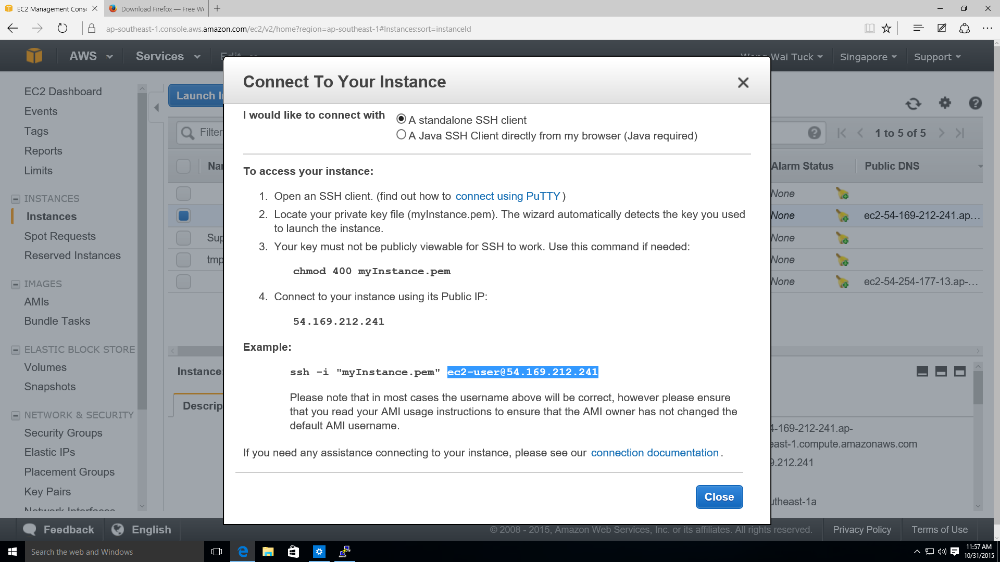 EC2 Management Cons
Download Firefox — Free W
ap-southeast-1.console.aws.amazon.com/ec2/v2/home?region=ap-southeast-1#Instances:sort=instanceId
AWS
Services
Edit
Wai Tuck
Singapore
Support
Connect To Your Instance
EC2 Dashboard
Events
Tags
Reports
Limits
INSTANCES
Instances
Spot Requests
Reserved Instances
IMAGES
AMIs
Bundle Tasks
ELASTIC BLOCK STORE
Volumes
Snapshots
NETWORK & SECURITY
Security Groups
Elastic IPs
Placement Groups
Key Pairs
Network Interfaces
Launch I
Filter
Nar
Sup
tmp
Instance
Descrip
I would like to connect with
A standalone SSH client
A Java SSH Client directly from my browser (Java required)
To access your instance:
1. Open an SSH client. (find out how to connect using PuTTY)
2. Locate your private key file (myInstance.pem). The wizard automatically detects the key you used
to launch the instance.
3. Your key must not be publicly viewable for SSH to work. Use this command if needed:
chmod 400 myInstance.pem
4. Connect to your instance using its Public IP:
54.169.212.241
Example:
ssh -i "myInstance.pem" ec2-user@54.169.212.241
Please note that in most cases the username above will be correct, however please ensure
that you read your AMI usage instructions to ensure that the AMI owner has not changed the
default AMI username.
If you need any assistance connecting to your instance, please see our connection documentation.
Close
1 to 5 of 5
Alarm Status
Public DNS
None
None
ec2-54-169-212-241.ap...
None
None
None
ec2-54-254-177-13.ap-...
4-169-212-241.ap-
east-1.compute.amazonaws.com
9.212.241
utheast-1a
Feedback
English
© 2008 - 2015, Amazon Web Services, Inc. or its affiliates. All rights reserved.
Privacy Policy
Terms of Use
Search the web and Windows
11:57 AM
10/31/2015